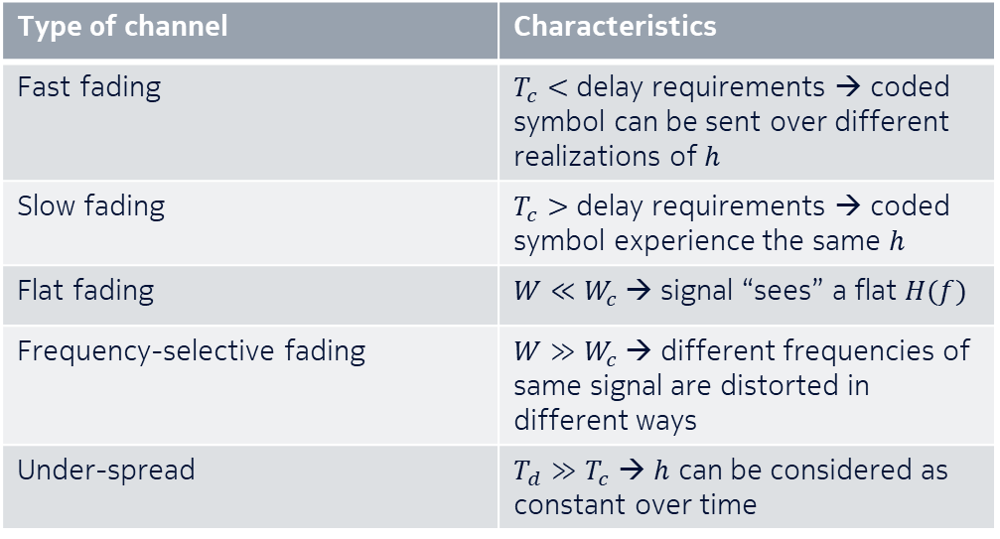 Type of channel
Characteristics
Fast fading
T_c < delay requirements → coded
symbol can be sent over different
realizations of h
Slow fading
T_c > delay requirements → coded
symbol experience the same h
Flat fading
W ≪ W_c → signal “sees” a flat H(f)
Frequency-selective fading
W ≫ W_c → different frequencies of
same signal are distorted in
different ways
Under-spread
T_d ≫ T_c → h can be considered as
constant over time